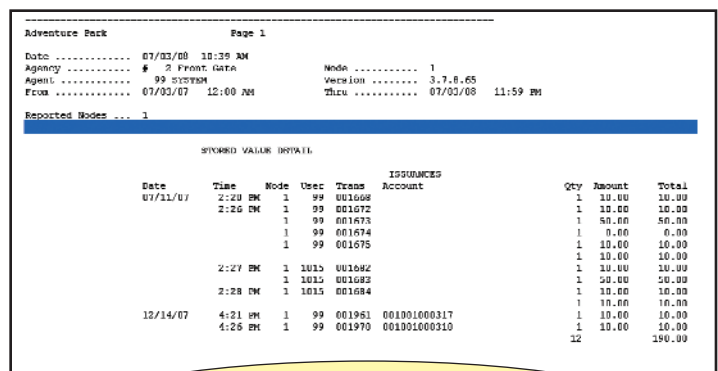 Adventure Park Page 1
Date ............. 07/03/08 10:39 AM
Agency ........... # 2 Front Gate Node ........... 1
Agent ............ 99 SYSTEM Version ........ 3.7.8.65
From ............. 07/03/07 12:00 AM Thru ........... 07/03/08 11:59 PM
Reported Nodes ... 1
STORED VALUE DETAIL
ISSUANCES
Date Time Node User Trans Account Qty Amount Total
07/11/07 2:20 PM 1 99 001668 1 10.00 10.00
2:26 PM 1 99 001672 1 10.00 10.00
1 99 001673 1 50.00 50.00
1 99 001674 1 0.00 0.00
1 99 001675 1 10.00 10.00
1 10.00 10.00
2:27 PM 1 1015 001682 1 10.00 10.00
1 1015 001683 1 50.00 50.00
2:28 PM 1 1015 001684 1 10.00 10.00
1 10.00 10.00
12/14/07 4:21 PM 1 99 001961 001001000317 1 10.00 10.00
4:26 PM 1 99 001970 001001000310 1 10.00 10.00
12 190.00